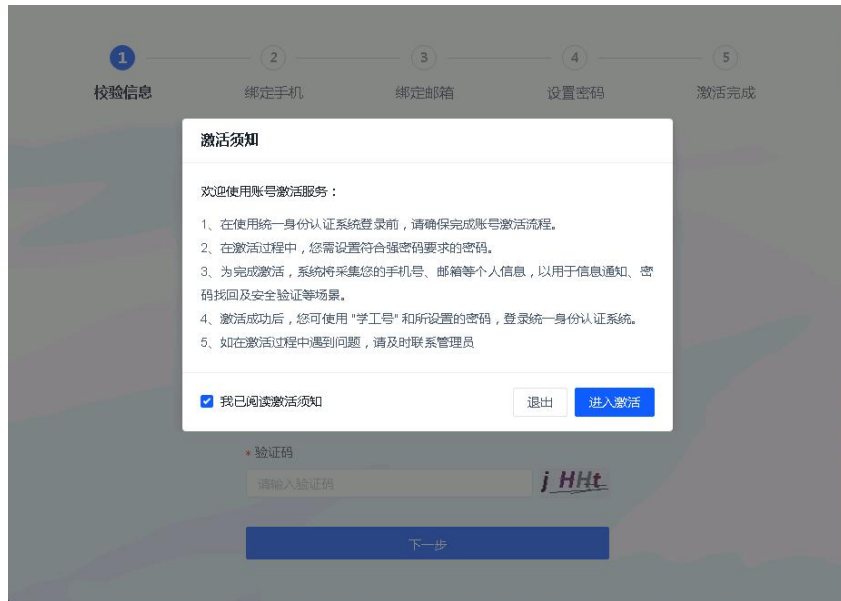 1 2 3 4 5
校验信息 绑定手机 绑定邮箱 设置密码 激活完成
激活须知
欢迎使用账号激活服务：
1、在使用统一身份认证系统登录前，请确保完成账号激活流程。
2、在激活过程中，您需设置符合强密码要求的密码。
3、为完成激活，系统将采集您的手机号、邮箱等个人信息，以用于信息通知、密
码找回及安全验证等场景。
4、激活成功后，您可使用 "学工号" 和所设置的密码，登录统一身份认证系统。
5、如在激活过程中遇到问题，请及时联系管理员
我已阅读激活须知 退出 进入激活
* 验证码
请输入验证码 j HHt
下一步